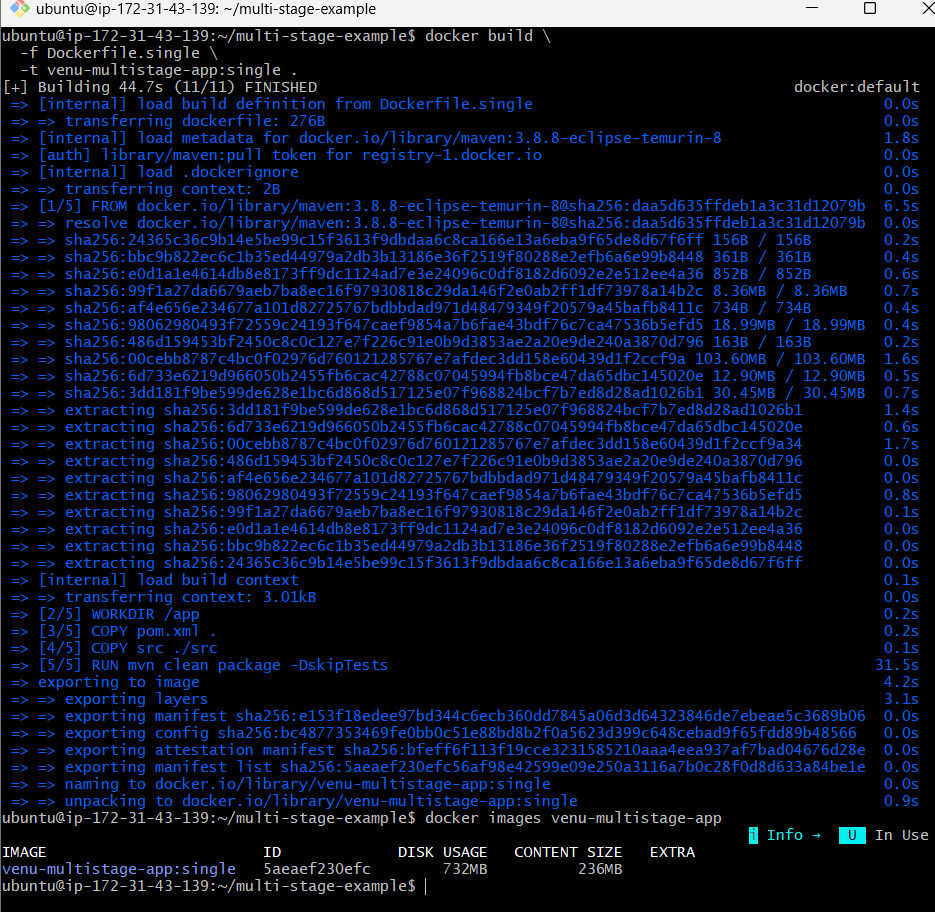 ubuntu@ip-172-31-43-139: ~/multi-stage-example
ubuntu@ip-172-31-43-139:~/multi-stage-example$ docker build \
  -f Dockerfile.single \
  -t venu-multistage-app:single .
[+] Building 44.7s (11/11) FINISHED docker:default
=> [internal] load build definition from Dockerfile.single 0.0s
=> => transferring dockerfile: 276B 0.0s
=> [internal] load metadata for docker.io/library/maven:3.8.8-eclipse-temurin-8 1.8s
=> [auth] library/maven:pull token for registry-1.docker.io 0.0s
=> [internal] load .dockerignore 0.0s
=> => transferring context: 2B 0.0s
=> [1/5] FROM docker.io/library/maven:3.8.8-eclipse-temurin-8@sha256:daa5d635ffdeb1a3c31d12079b 6.5s
=> => resolve docker.io/library/maven:3.8.8-eclipse-temurin-8@sha256:daa5d635ffdeb1a3c31d12079b 0.0s
=> => sha256:24365c36c9b14e5be99c15f3613f9dbdaa6c8ca166e13a6eba9f65de8d67f6ff 156B / 156B 0.2s
=> => sha256:bbc9b822ec6c1b35ed44979a2db3b13186e36f2519f80288e2efb6a6e99b8448 361B / 361B 0.4s
=> => sha256:e0d1a1e4614db8e8173ff9dc1124ad7e3e24096c0df8182d6092e2e512ee4a36 852B / 852B 0.6s
=> => sha256:99f1a27da6679aeb7ba8ec16f97930818c29da146f2e0ab2ff1df73978a14b2c 8.36MB / 8.36MB 0.7s
=> => sha256:af4e656e234677a101d82725767bdbbdad971d48479349f20579a45bafb8411c 734B / 734B 0.4s
=> => sha256:98062980493f72559c24193f647caef9854a7b6fae43bdf76c7ca47536b5efd5 18.99MB / 18.99MB 0.4s
=> => sha256:486d159453bf2450c8c0c127e7f226c91e0b9d3853ae2a20e9de240a3870d796 163B / 163B 0.2s
=> => sha256:00cebb8787c4bc0f02976d760121285767e7afdec3dd158e60439d1f2ccf9a 103.60MB / 103.60MB 1.6s
=> => sha256:6d733e6219d966050b2455fb6cac42788c07045994fb8bce47da65dbc145020e 12.90MB / 12.90MB 0.5s
=> => sha256:3dd181f9be599de628e1bc6d868d517125e07f968824bcf7b7ed8d28ad1026b1 30.45MB / 30.45MB 0.7s
=> => extracting sha256:3dd181f9be599de628e1bc6d868d517125e07f968824bcf7b7ed8d28ad1026b1 1.4s
=> => extracting sha256:6d733e6219d966050b2455fb6cac42788c07045994fb8bce47da65dbc145020e 0.6s
=> => extracting sha256:00cebb8787c4bc0f02976d760121285767e7afdec3dd158e60439d1f2ccf9a34 1.7s
=> => extracting sha256:486d159453bf2450c8c0c127e7f226c91e0b9d3853ae2a20e9de240a3870d796 0.0s
=> => extracting sha256:af4e656e234677a101d82725767bdbbdad971d48479349f20579a45bafb8411c 0.0s
=> => extracting sha256:98062980493f72559c24193f647caef9854a7b6fae43bdf76c7ca47536b5efd5 0.8s
=> => extracting sha256:99f1a27da6679aeb7ba8ec16f97930818c29da146f2e0ab2ff1df73978a14b2c 0.1s
=> => extracting sha256:e0d1a1e4614db8e8173ff9dc1124ad7e3e24096c0df8182d6092e2e512ee4a36 0.0s
=> => extracting sha256:bbc9b822ec6c1b35ed44979a2db3b13186e36f2519f80288e2efb6a6e99b8448 0.0s
=> => extracting sha256:24365c36c9b14e5be99c15f3613f9dbdaa6c8ca166e13a6eba9f65de8d67f6ff 0.0s
=> [internal] load build context 0.1s
=> => transferring context: 3.01kB 0.0s
=> [2/5] WORKDIR /app 0.2s
=> [3/5] COPY pom.xml . 0.2s
=> [4/5] COPY src ./src 0.1s
=> [5/5] RUN mvn clean package -DskipTests 31.5s
=> exporting to image 4.2s
=> => exporting layers 3.1s
=> => exporting manifest sha256:e153f18edee97bd344c6ecb360dd7845a06d3d64323846de7ebeae5c3689b06 0.0s
=> => exporting config sha256:bc4877353469fe0bb0c51e88bd8b2f0a5623d399c648cebad9f65fdd89b48566 0.0s
=> => exporting attestation manifest sha256:bfeff6f113f19cce3231585210aaa4eea937af7bad04676d28e 0.0s
=> => exporting manifest list sha256:5aeaef230efc56af98e42599e09e250a3116a7b0c28f0d8d633a84be1e 0.0s
=> => naming to docker.io/library/venu-multistage-app:single 0.0s
=> => unpacking to docker.io/library/venu-multistage-app:single 0.9s
ubuntu@ip-172-31-43-139:~/multi-stage-example$ docker images venu-multistage-app
i Info → U In Use
IMAGE ID DISK USAGE CONTENT SIZE EXTRA
venu-multistage-app:single 5aeaef230efc 732MB 236MB
ubuntu@ip-172-31-43-139:~/multi-stage-example$